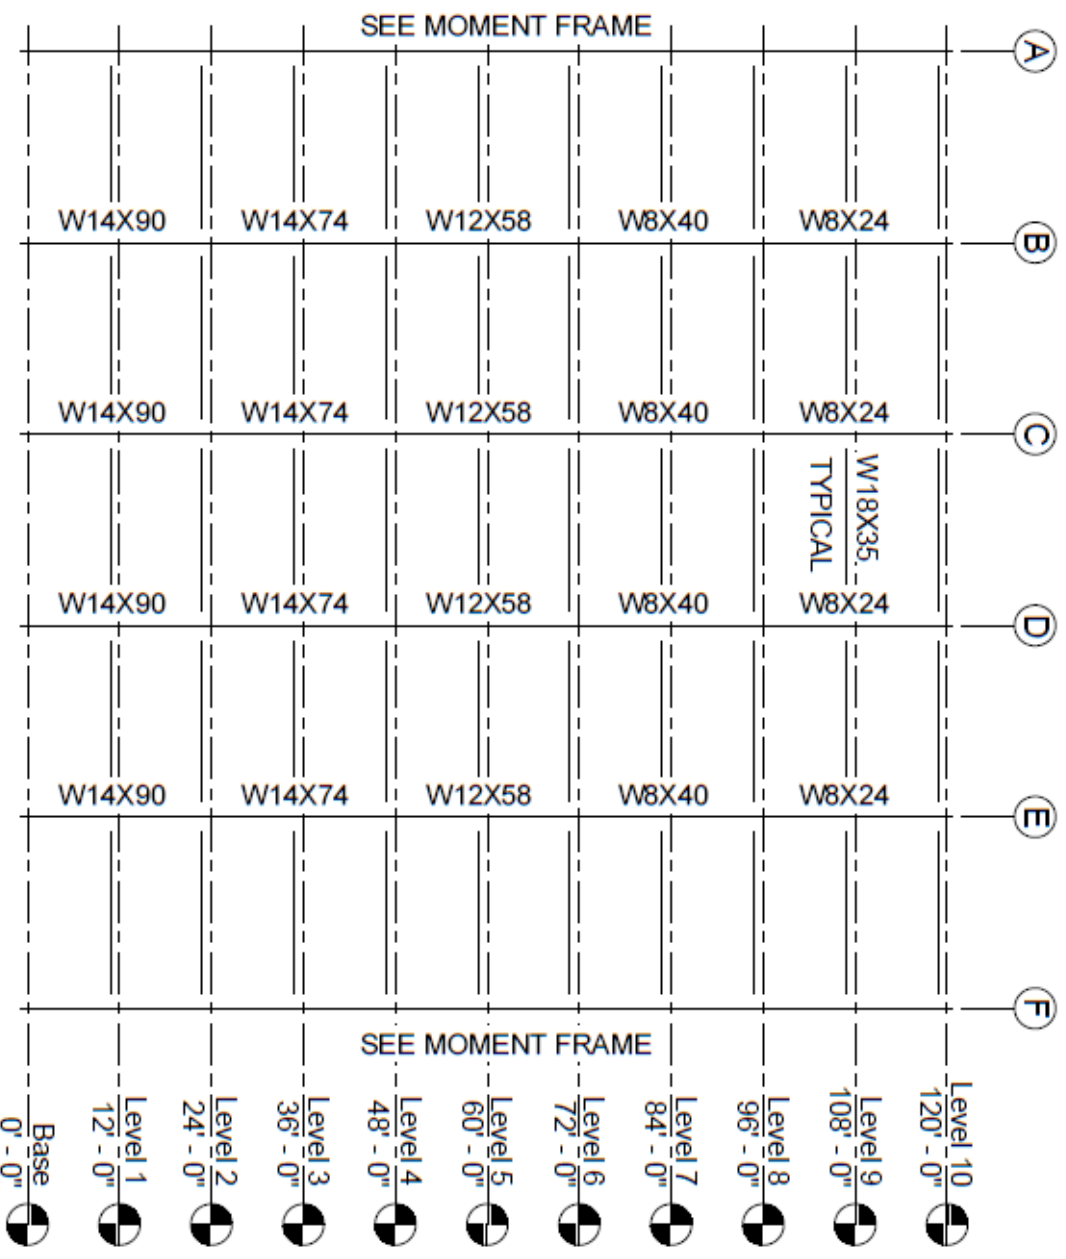 SEE MOMENT FRAME
A
W14X90
W14X74
W12X58
W8X40
W8X24
B
W14X90
W14X74
W12X58
W8X40
W8X24
C
W18X35
TYPICAL
W14X90
W14X74
W12X58
W8X40
W8X24
D
W14X90
W14X74
W12X58
W8X40
W8X24
E
F
SEE MOMENT FRAME
Level 10
120' - 0"
Level 9
108' - 0"
Level 8
96' - 0"
Level 7
84' - 0"
Level 6
72' - 0"
Level 5
60' - 0"
Level 4
48' - 0"
Level 3
36' - 0"
Level 2
24' - 0"
Level 1
12' - 0"
Base
0' - 0"